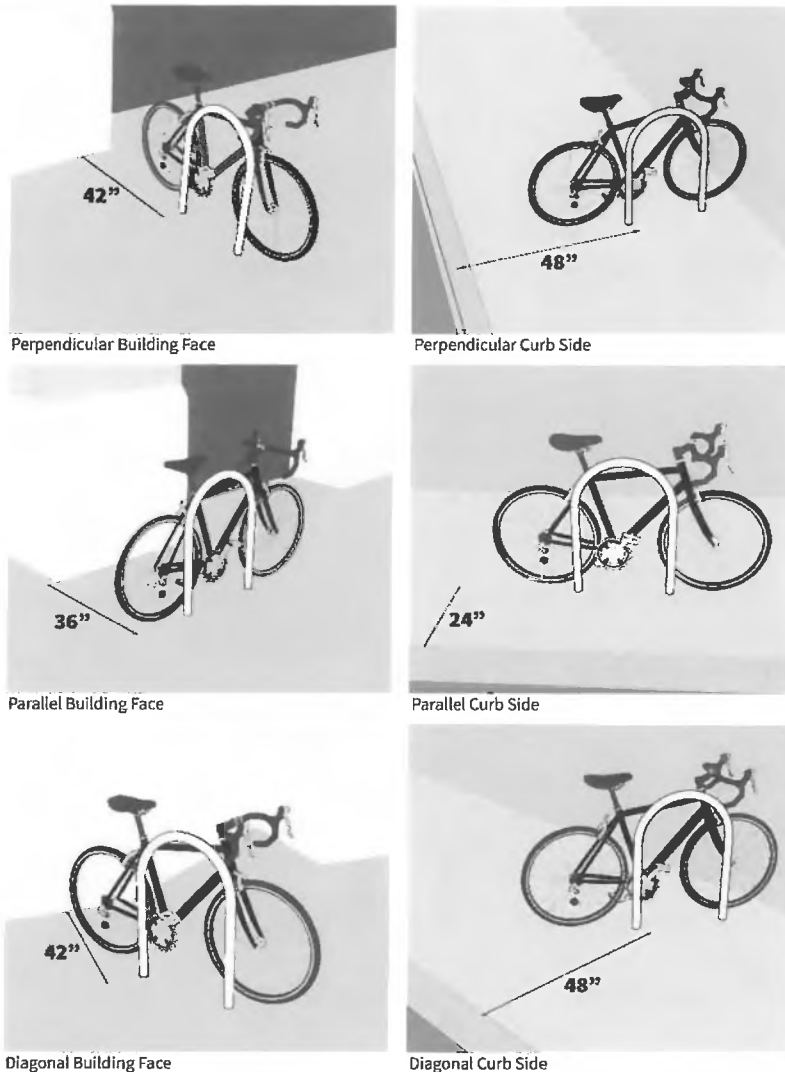 42”
48”
Perpendicular Building Face
Perpendicular Curb Side
36”
24”
Parallel Building Face
Parallel Curb Side
42”
48”
Diagonal Building Face
Diagonal Curb Side